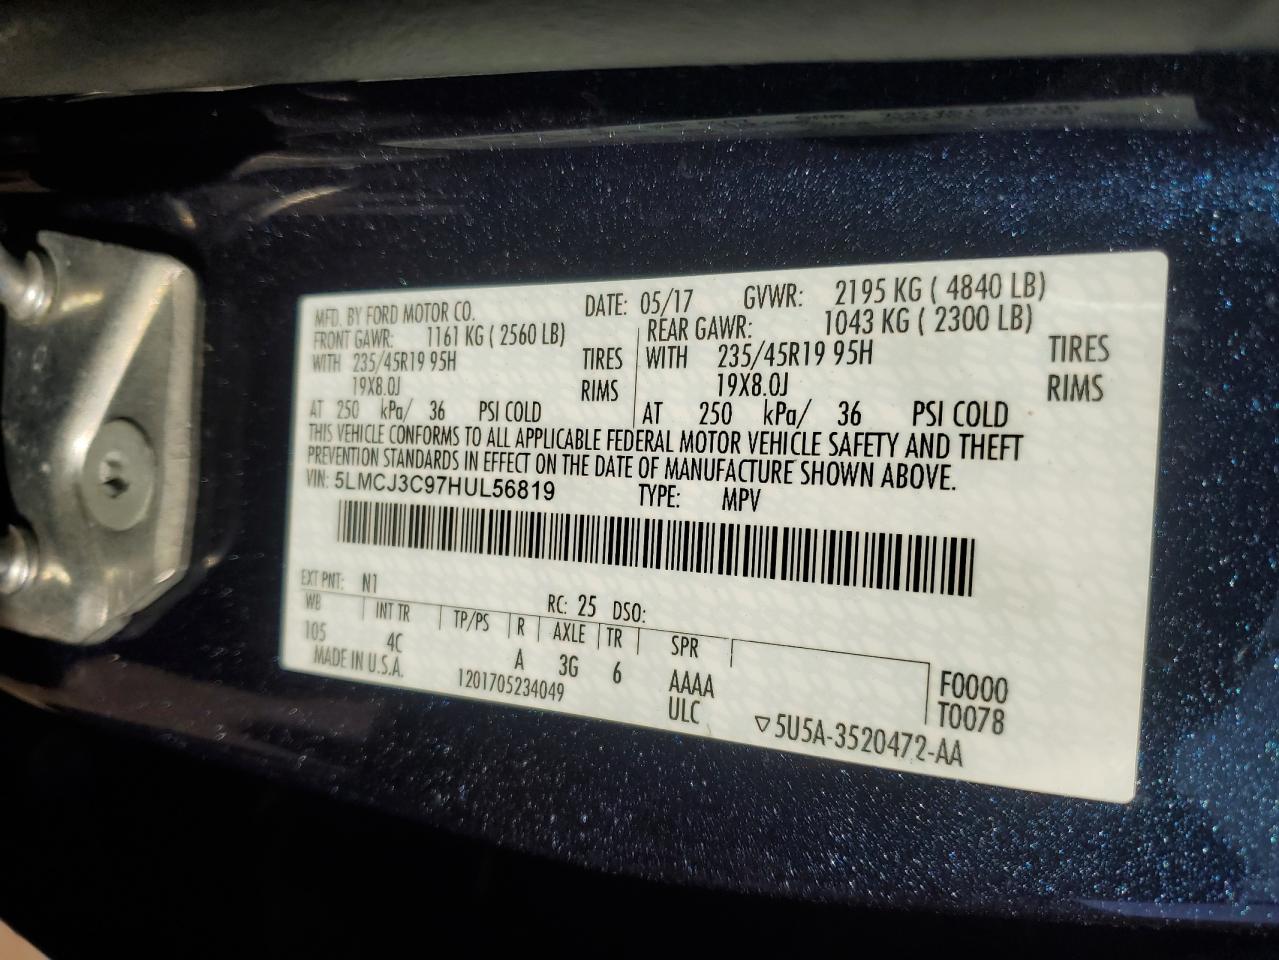 MFD. BY FORD MOTOR CO. DATE: 05/17 GVWR: 2195 KG ( 4840 LB)
FRONT GAWR: 1161 KG ( 2560 LB) REAR GAWR: 1043 KG ( 2300 LB)
WITH 235/45R19 95H TIRES WITH 235/45R19 95H TIRES
19X8.0J RIMS 19X8.0J RIMS
AT 250 kPa/ 36 PSI COLD AT 250 kPa/ 36 PSI COLD
THIS VEHICLE CONFORMS TO ALL APPLICABLE FEDERAL MOTOR VEHICLE SAFETY AND THEFT
PREVENTION STANDARDS IN EFFECT ON THE DATE OF MANUFACTURE SHOWN ABOVE.
VIN: 5LMCJ3C97HUL56819 TYPE: MPV
EXT PNT: N1 RC: 25 DSO:
WB INT TR TP/PS R AXLE TR SPR
105 4C A 3G 6 AAAA F0000
MADE IN U.S.A. 1201705234049 ULC T0078
▽5U5A-3520472-AA